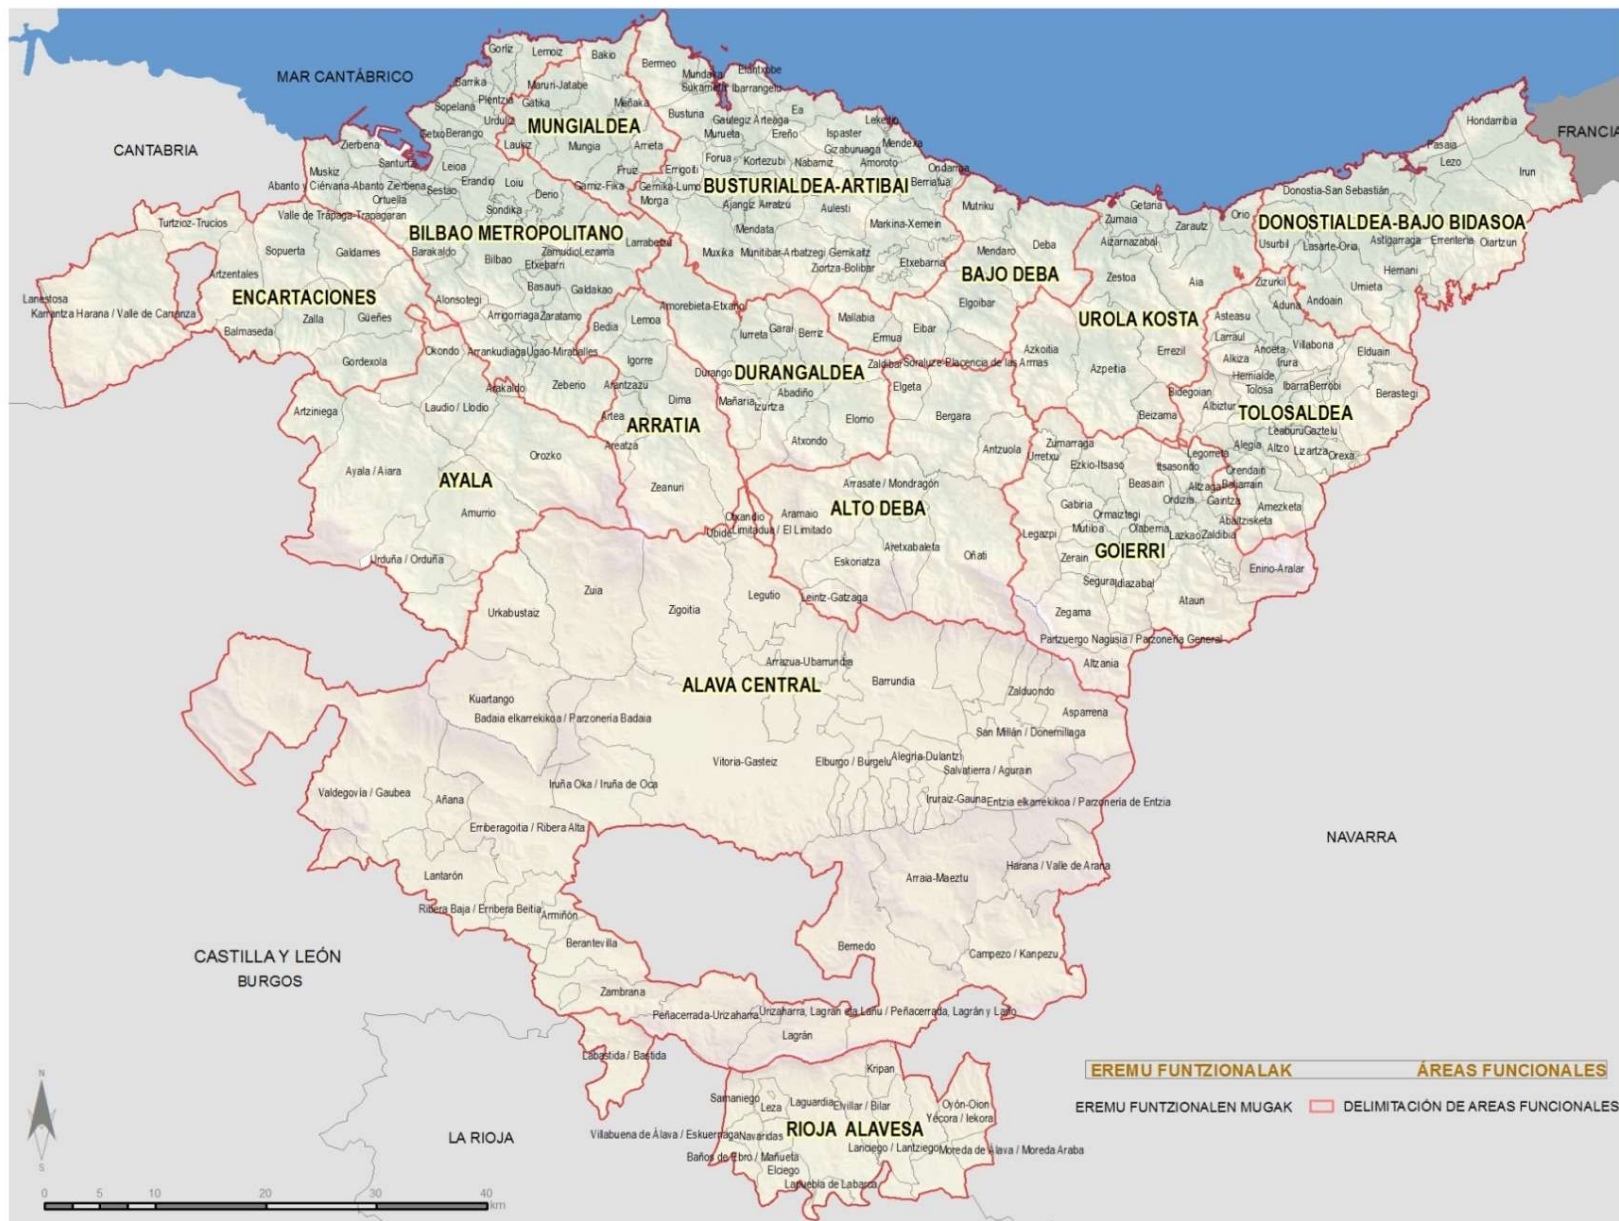 MAR CANTÁBRICO
CANTABRIA
FRANCIA
NAVARRA
CASTILLA Y LEÓN
BURGOS
LA RIOJA
MUNGIALDEA
BUSTURIALDEA-ARTIBAI
BILBAO METROPOLITANO
ENCARTACIONES
DONOSTIALDEA-BAJO BIDASOA
BAJO DEBA
UROLA KOSTA
DURANGALDEA
ARRATIA
TOLOSALDEA
AYALA
ALTO DEBA
GOIERRI
ALAVA CENTRAL
RIOJA ALAVESA
Gorliz
Lemoiz
Bakio
Bermeo
Mundaka
Elantxobe
Ibarrangelu
Barrika
Maruri-Jatabe
Plentzia
Gatika
Meñaka
Sopelana
Urduliz
Busturia
Gautegiz Arteaga
Ea
Lekeitio
Getxo
Berango
Laukiz
Mungia
Arrieta
Murueta
Ereño
Ispaster
Gizaburuaga
Mendexa
Zierbena
Santurtzi
Leioa
Fruiz
Errigoiti
Forua
Kortezubi
Nabarniz
Amoroto
Ondarroa
Muskiz
Abanto y Ciérvana-Abanto Zierbena
Sestao
Erandio
Loiu
Derio
Gamiz-Fika
Gernika-Lumo
Berriatua
Ortuella
Morga
Ajangiz
Arratzu
Aulesti
Mutriku
Turtzioz-Trucios
Valle de Trápaga-Trapagaran
Sondika
Mendata
Markina-Xemein
Sopuerta
Galdames
Barakaldo
Bilbao
Zamudio
Lezama
Larrabetzu
Muxika
Munitibar-Arbatzegi Gerrikaitz
Etxebarria
Ziortza-Bolibar
Artzentales
Etxebarri
Basauri
Galdakao
Lanestosa
Karrantza Harana / Valle de Carranza
Zalla
Güeñes
Alonsotegi
Arrigorriaga
Zaratamo
Bedia
Lemoa
Amorebieta-Etxano
Balmaseda
Gordexola
Okondo
Arrankudiaga
Ugao-Miraballes
Iurreta
Garai
Berriz
Mallabia
Ermua
Eibar
Elgoibar
Igorre
Arakaldo
Zeberio
Arantzazu
Durango
Zaldibar
Soraluze-Placencia de las Armas
Artziniega
Laudio / Llodio
Artea
Dima
Mañaria
Izurtza
Abadiño
Elorrio
Elgeta
Bergara
Areatza
Atxondo
Antzuola
Ayala / Aiara
Orozko
Zeanuri
Arrasate / Mondragón
Amurrio
Otxandio
Aramaio
Ubide
Limitadua / El Limitado
Aretxabaleta
Urduña / Orduña
Eskoriatza
Oñati
Leintz-Gatzaga
Mendaro
Deba
Zumaia
Getaria
Zarautz
Orio
Aizarnazabal
Zestoa
Aia
Azkoitia
Azpeitia
Errezil
Bidegoian
Beizama
Hondarribia
Pasaia
Lezo
Irun
Donostia-San Sebastián
Usurbil
Lasarte-Oria
Astigarraga
Errenteria
Oiartzun
Hernani
Urnieta
Andoain
Zizurkil
Aduna
Asteasu
Larraul
Villabona
Anoeta
Irura
Alkiza
Hernialde
Elduain
Tolosa
Ibarra
Berrobi
Berastegi
Albiztur
Leaburu
Gaztelu
Alegia
Altzo
Lizartza
Orexa
Orendain
Baliarrain
Amezketa
Abaltzisketa
Zumarraga
Urretxu
Ezkio-Itsaso
Legorreta
Itsasondo
Beasain
Altzaga
Gabiria
Ordizia
Gaintza
Ormaiztegi
Legazpi
Mutiloa
Olaberria
Lazkao
Zaldibia
Zerain
Enirio-Aralar
Segura
Idiazabal
Zegama
Ataun
Partzuergo Nagusia / Parzonería General
Altzania
Urkabustaiz
Zuia
Zigoitia
Legutio
Arrazua-Ubarrundia
Barrundia
Zalduondo
Kuartango
Asparrena
Badaia elkarrekikoa / Parzonería Badaia
San Millán / Donemiliaga
Vitoria-Gasteiz
Elburgo / Burgelu
Alegría-Dulantzi
Salvatierra / Agurain
Valdegovía / Gaubea
Añana
Iruña Oka / Iruña de Oca
Iruraiz-Gauna
Entzia elkarrekikoa / Parzonería de Entzia
Erriberagoitia / Ribera Alta
Lantarón
Arraia-Maeztu
Harana / Valle de Arana
Ribera Baja / Erribera Beitia
Armiñón
Berantevilla
Bernedo
Campezo / Kanpezu
Zambrana
Peñacerrada-Urizaharra
Urizaharra, Lagran eta Lañu / Peñacerrada, Lagrán y Laño
Lagrán
Labastida / Bastida
Kripan
Samaniego
Leza
Laguardia
Elvillar / Bilar
Oyón-Oion
Yécora / Iekora
Villabuena de Álava / Eskuernaga
Navaridas
Lanciego / Lantziego
Moreda de Álava / Moreda Araba
Baños de Ebro / Mañueta
Elciego
Lapuebla de Labarca
EREMU FUNTZIONALAK
ÁREAS FUNCIONALES
EREMU FUNTZIONALEN MUGAK
DELIMITACIÓN DE AREAS FUNCIONALES
N
S
0 5 10 20 30 40
km